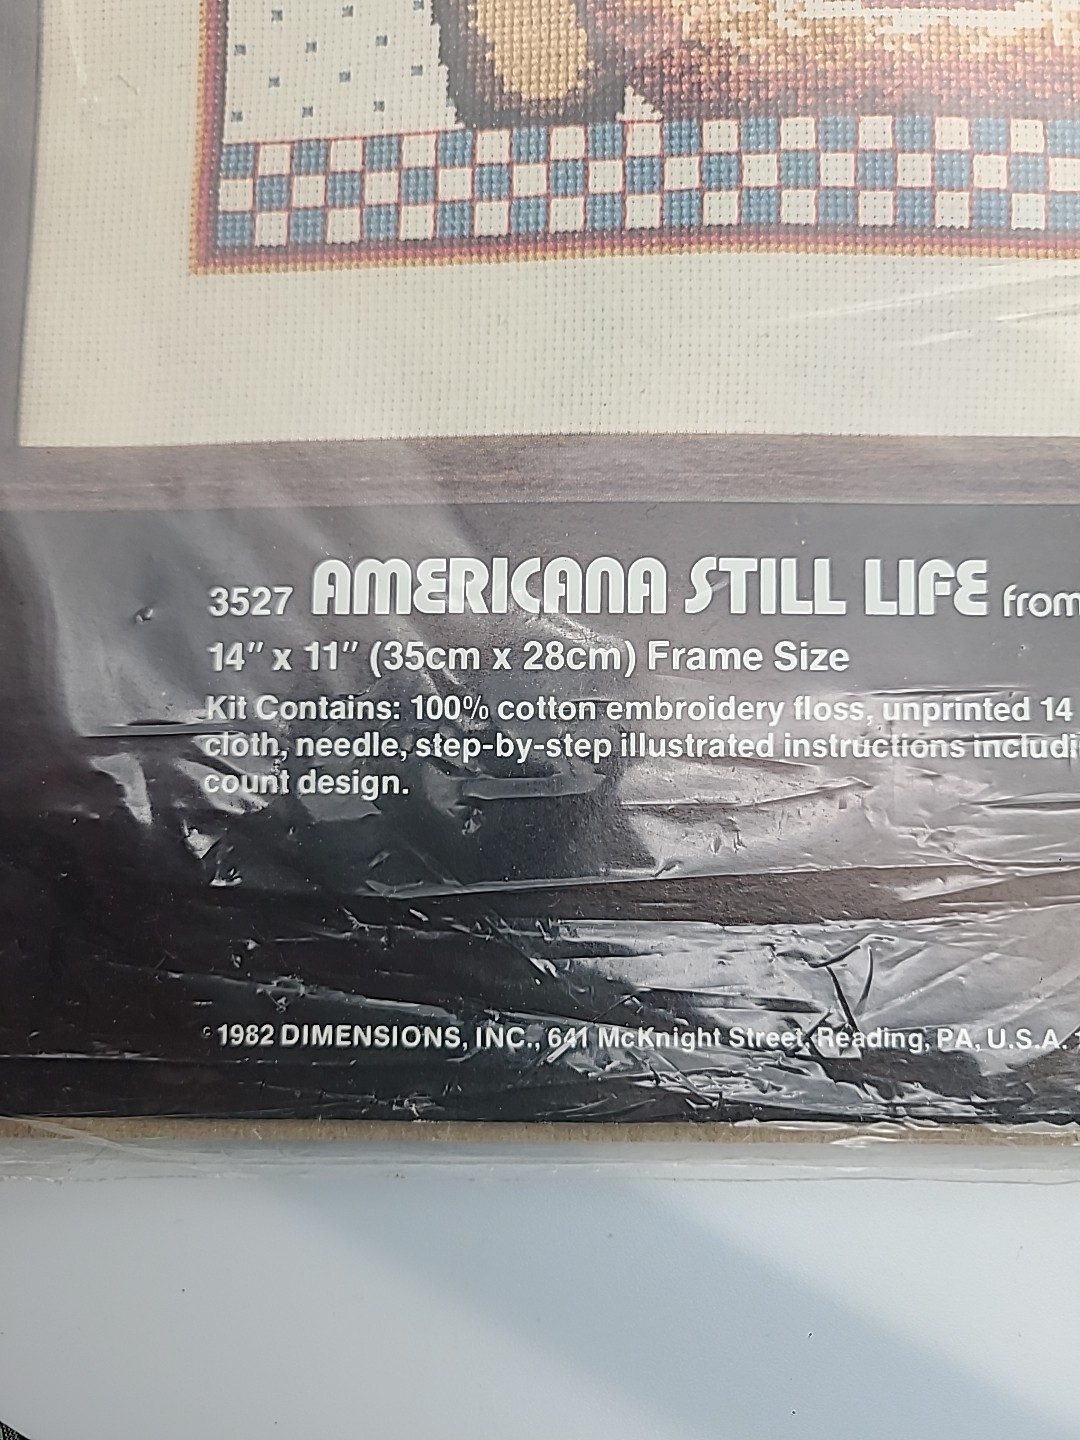 3527 AMERICANA STILL LIFE from
14" x 11" (35cm x 28cm) Frame Size
Kit Contains: 100% cotton embroidery floss, unprinted 14
cloth, needle, step-by-step illustrated instructions includi
count design.
© 1982 DIMENSIONS, INC., 641 McKnight Street, Reading, PA, U.S.A.